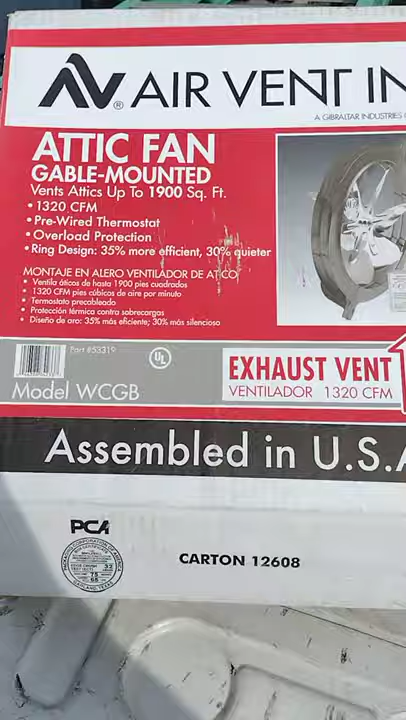 AIR VENT IN
A GIBRALTAR INDUSTRIES
ATTIC FAN
GABLE-MOUNTED
Vents Attics Up To 1900 Sq. Ft.
• 1320 CFM
• Pre-Wired Thermostat
• Overload Protection
• Ring Design: 35% more efficient, 30% quieter
MONTAJE EN ALERO VENTILADOR DE ATICO
• Ventila áticos de hasta 1900 pies cuadrados
• 1320 CFM pies cúbicos de aire por minuto
• Termostato precableado
• Protección térmica contra sobrecargas
• Diseño de aro: 35% más eficiente; 30% más silencioso
Part #53319
UL
Model WCGB
EXHAUST VENT
VENTILADOR 1320 CFM
Assembled in U.S.A
PCA
CARTON 12608